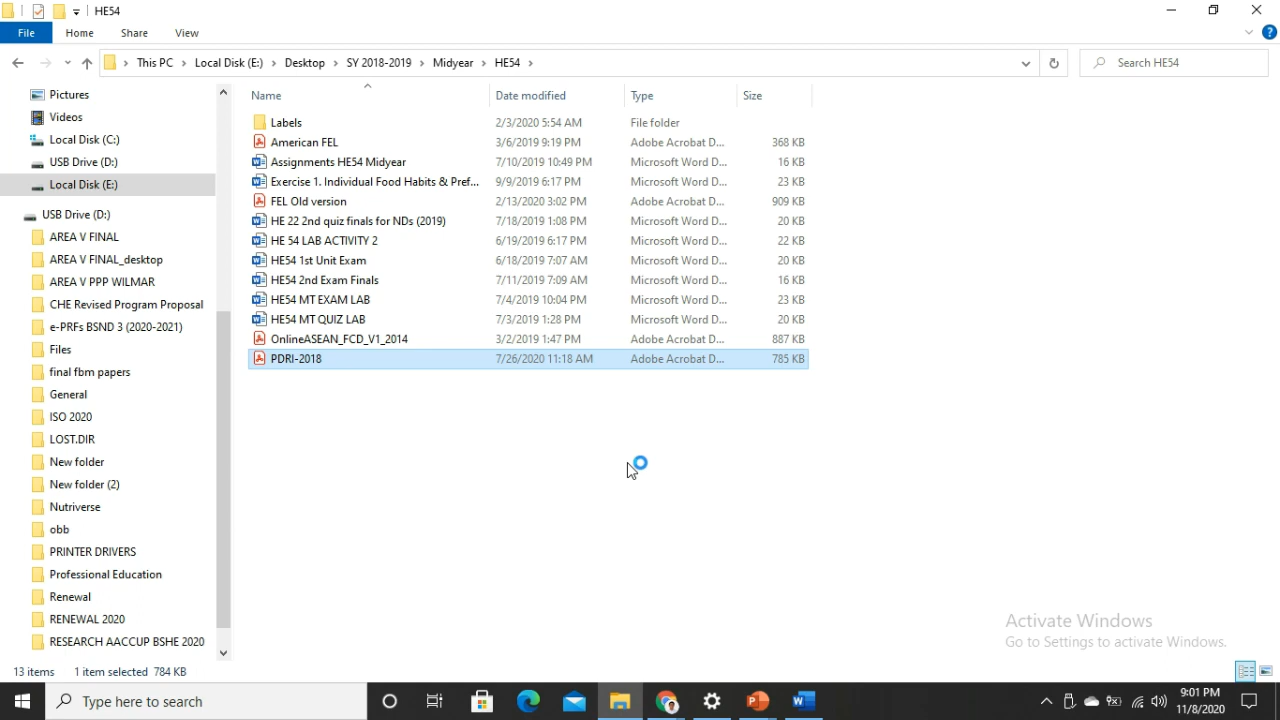 HE54
File Home Share View
This PC Local Disk (E:) Desktop SY 2018-2019 Midyear HE54 Search HE54
Pictures
Videos
Local Disk (C:)
USB Drive (D:)
Local Disk (E:)
USB Drive (D:)
AREA V FINAL
AREA V FINAL_desktop
AREA V PPP WILMAR
CHE Revised Program Proposal
e-PRFs BSND 3 (2020-2021)
Files
final fbm papers
General
ISO 2020
LOST.DIR
New folder
New folder (2)
Nutriverse
obb
PRINTER DRIVERS
Professional Education
Renewal
RENEWAL 2020
RESEARCH AACCUP BSHE 2020
Name Date modified Type Size
Labels 2/3/2020 5:54 AM File folder
American FEL 3/6/2019 9:19 PM Adobe Acrobat D... 368 KB
Assignments HE54 Midyear 7/10/2019 10:49 PM Microsoft Word D... 16 KB
Exercise 1. Individual Food Habits & Pref... 9/9/2019 6:17 PM Microsoft Word D... 23 KB
FEL Old version 2/13/2020 3:02 PM Adobe Acrobat D... 909 KB
HE 22 2nd quiz finals for NDs (2019) 7/18/2019 1:08 PM Microsoft Word D... 20 KB
HE 54 LAB ACTIVITY 2 6/19/2019 6:17 PM Microsoft Word D... 22 KB
HE54 1st Unit Exam 6/18/2019 7:07 AM Microsoft Word D... 20 KB
HE54 2nd Exam Finals 7/11/2019 7:09 AM Microsoft Word D... 16 KB
HE54 MT EXAM LAB 7/4/2019 10:04 PM Microsoft Word D... 23 KB
HE54 MT QUIZ LAB 7/3/2019 1:28 PM Microsoft Word D... 20 KB
OnlineASEAN_FCD_V1_2014 3/2/2019 1:47 PM Adobe Acrobat D... 887 KB
PDRI-2018 7/26/2020 11:18 AM Adobe Acrobat D... 785 KB
Activate Windows
Go to Settings to activate Windows.
13 items 1 item selected 784 KB
Type here to search
9:01 PM
11/8/2020